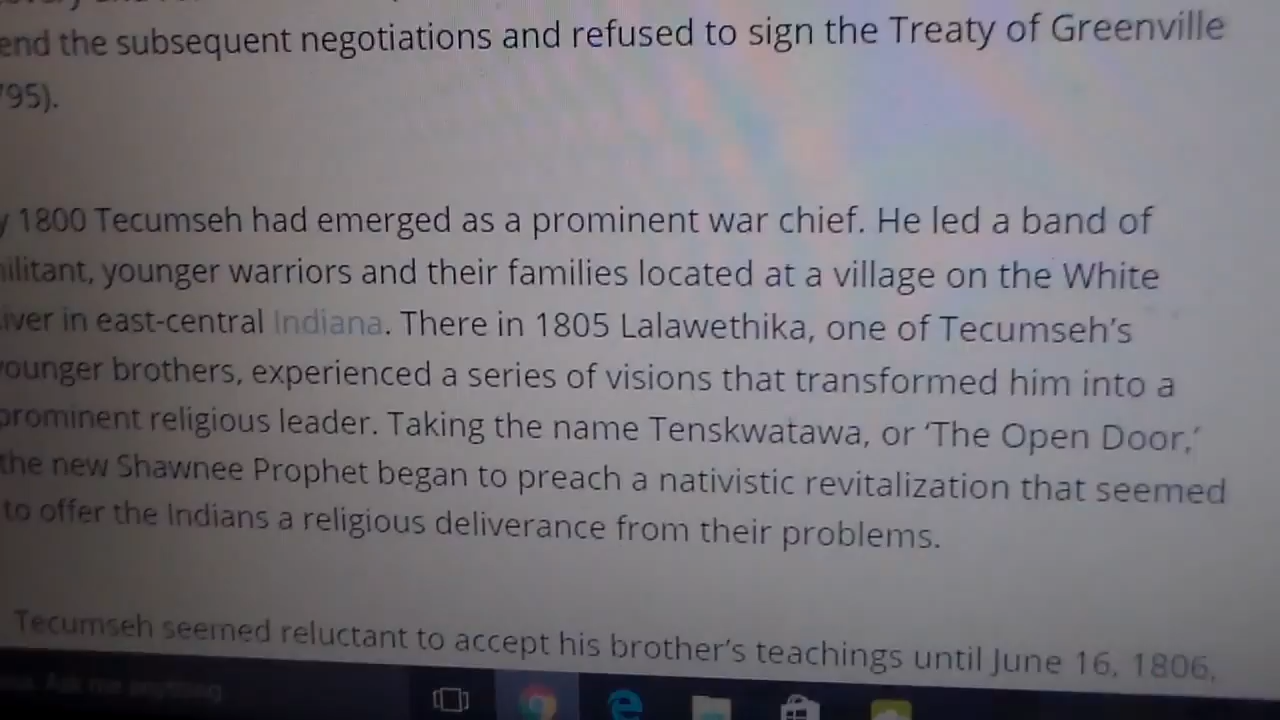 end the subsequent negotiations and refused to sign the Treaty of Greenville
95).
1800 Tecumseh had emerged as a prominent war chief. He led a band of
ilitant, younger warriors and their families located at a village on the White
iver in east-central Indiana. There in 1805 Lalawethika, one of Tecumseh's
ounger brothers, experienced a series of visions that transformed him into a
prominent religious leader. Taking the name Tenskwatawa, or 'The Open Door,'
the new Shawnee Prophet began to preach a nativistic revitalization that seemed
to offer the Indians a religious deliverance from their problems.
Tecumseh seemed reluctant to accept his brother's teachings until June 16, 1806,
Ask me anything